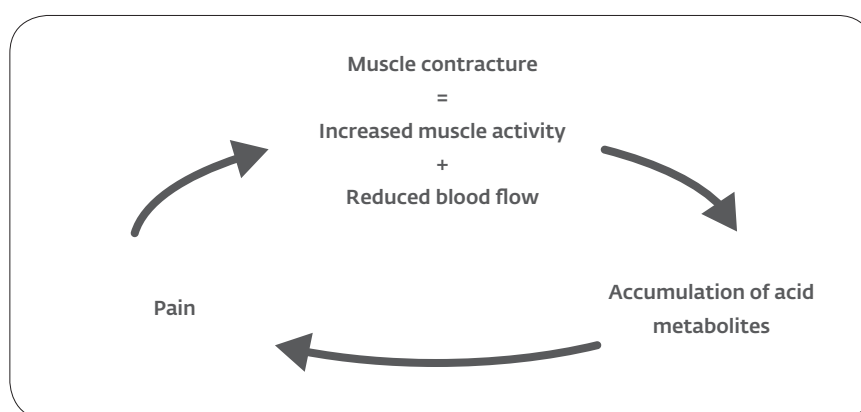 Muscle contracture
=
Increased muscle activity
+
Reduced blood flow
Accumulation of acid
metabolites
Pain